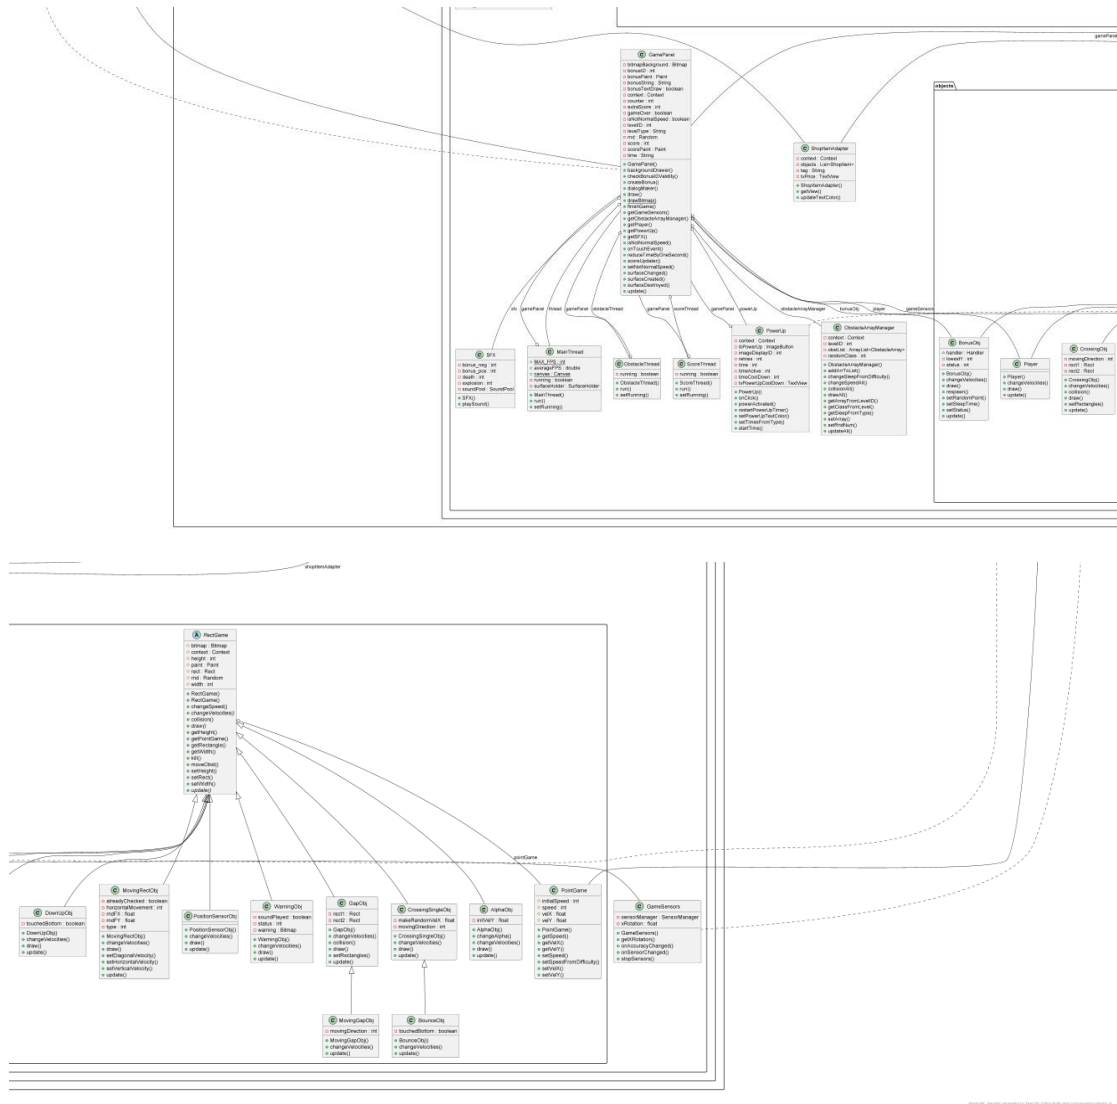 GamePanel
bitmapBackground : Bitmap
bonusID : int
bonusPaint : Paint
bonusString : String
bonusTextDraw : boolean
context : Context
counter : int
extraScore : int
gameOver : boolean
isNotNormalSpeed : boolean
levelID : int
levelType : String
rnd : Random
score : int
scorePaint : Paint
time : String
GamePanel()
backgroundDrawer()
checkBonusIDValidity()
createBonus()
dialogMaker()
draw()
drawBitmap()
finishGame()
getGameSensors()
getObstacleArrayManager()
getPlayer()
getPowerUp()
getSFX()
isNotNormalSpeed()
onTouchEvent()
reduceTimeByOneSecond()
scoreUpdater()
setNotNormalSpeed()
surfaceChanged()
surfaceCreated()
surfaceDestroyed()
update()
objects
ShopItemAdapter
context : Context
objects : List<ShopItem>
tag : String
tvPrice : TextView
ShopItemAdapter()
getView()
updateTextColor()
sfx
gamePanel
thread
gamePanel
obstacleThread
gamePanel
scoreThread
gamePanel
powerUp
obstacleArrayManager
bonusObj
player
gameSensors
SFX
bonus_neg : int
bonus_pos : int
death : int
explosion : int
soundPool : SoundPool
SFX()
playSound()
MainThread
MAX_FPS : int
averageFPS : double
canvas : Canvas
running : boolean
surfaceHolder : SurfaceHolder
MainThread()
run()
setRunning()
ObstacleThread
running : boolean
ObstacleThread()
run()
setRunning()
ScoreThread
running : boolean
ScoreThread()
run()
setRunning()
PowerUp
context : Context
ibPowerUp : ImageButton
imageDisplayID : int
rarness : int
time : int
timeActive : int
timeCoolDown : int
tvPowerUpCoolDown : TextView
PowerUp()
onClick()
powerActivated()
restartPowerUpTimer()
setPowerUpTextColor()
setTimesFromType()
startTime()
ObstacleArrayManager
context : Context
levelID : int
obstList : ArrayList<ObstacleArray>
randomClass : int
ObstacleArrayManager()
addArrToList()
changeSleepFromDifficulty()
changeSpeedAll()
collisionAll()
drawAll()
getArrayFromLevelID()
getClassFromLevel()
getSleepFromType()
setArray()
setRndNum()
updateAll()
BonusObj
handler : Handler
lowestY : int
status : int
BonusObj()
changeVelocities()
draw()
respawn()
setRandomPoint()
setSleepTime()
setStatus()
update()
Player
Player()
changeVelocities()
draw()
update()
CrossingObj
movingDirection : int
rect1 : Rect
rect2 : Rect
CrossingObj()
changeVelocities()
collision()
draw()
setRectangles()
update()
shopItemAdapter
RectGame
bitmap : Bitmap
context : Context
height : int
paint : Paint
rect : Rect
rnd : Random
width : int
RectGame()
RectGame()
changeSpeed()
changeVelocities()
collision()
draw()
getHeight()
getPointGame()
getRectangle()
getWidth()
kill()
moveObst()
setHeight()
setRect()
setWidth()
update()
pointGame
DownUpObj
touchedBottom : boolean
DownUpObj()
changeVelocities()
draw()
update()
MovingRectObj
alreadyChecked : boolean
horizontalMovement : int
rndFX : float
rndFY : float
type : int
MovingRectObj()
changeVelocities()
draw()
setDiagonalVelocity()
setHorizontalVelocity()
setVerticalVelocity()
update()
PositionSensorObj
PositionSensorObj()
changeVelocities()
draw()
update()
WarningObj
soundPlayed : boolean
status : int
warning : Bitmap
WarningObj()
changeVelocities()
draw()
update()
GapObj
rect1 : Rect
rect2 : Rect
GapObj()
changeVelocities()
collision()
draw()
setRectangles()
update()
CrossingSingleObj
makeRandomVelX : float
movingDirection : int
CrossingSingleObj()
changeVelocities()
draw()
update()
AlphaObj
initVelY : float
AlphaObj()
changeAlpha()
changeVelocities()
draw()
update()
PointGame
initialSpeed : int
speed : int
velX : float
velY : float
PointGame()
getSpeed()
getVelX()
getVelY()
setSpeed()
setSpeedFromDifficulty()
setVelX()
setVelY()
GameSensors
sensorManager : SensorManager
xRotation : float
GameSensors()
getXRotation()
onAccuracyChanged()
onSensorChanged()
stopSensors()
MovingGapObj
movingDirection : int
MovingGapObj()
changeVelocities()
update()
BounceObj
touchedBottom : boolean
BounceObj()
changeVelocities()
update()